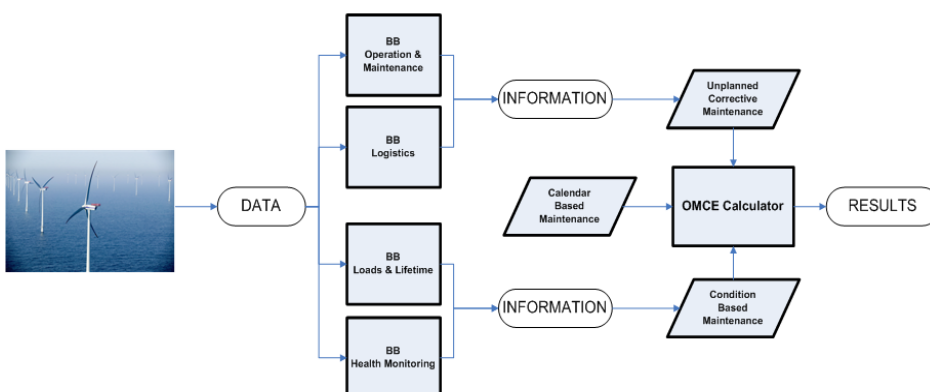 BB
Operation &
Maintenance
BB
Logistics
BB
Loads & Lifetime
BB
Health Monitoring
DATA
INFORMATION
INFORMATION
Unplanned
Corrective
Maintenance
Calendar
Based
Maintenance
OMCE Calculator
Condition
Based
Maintenance
RESULTS